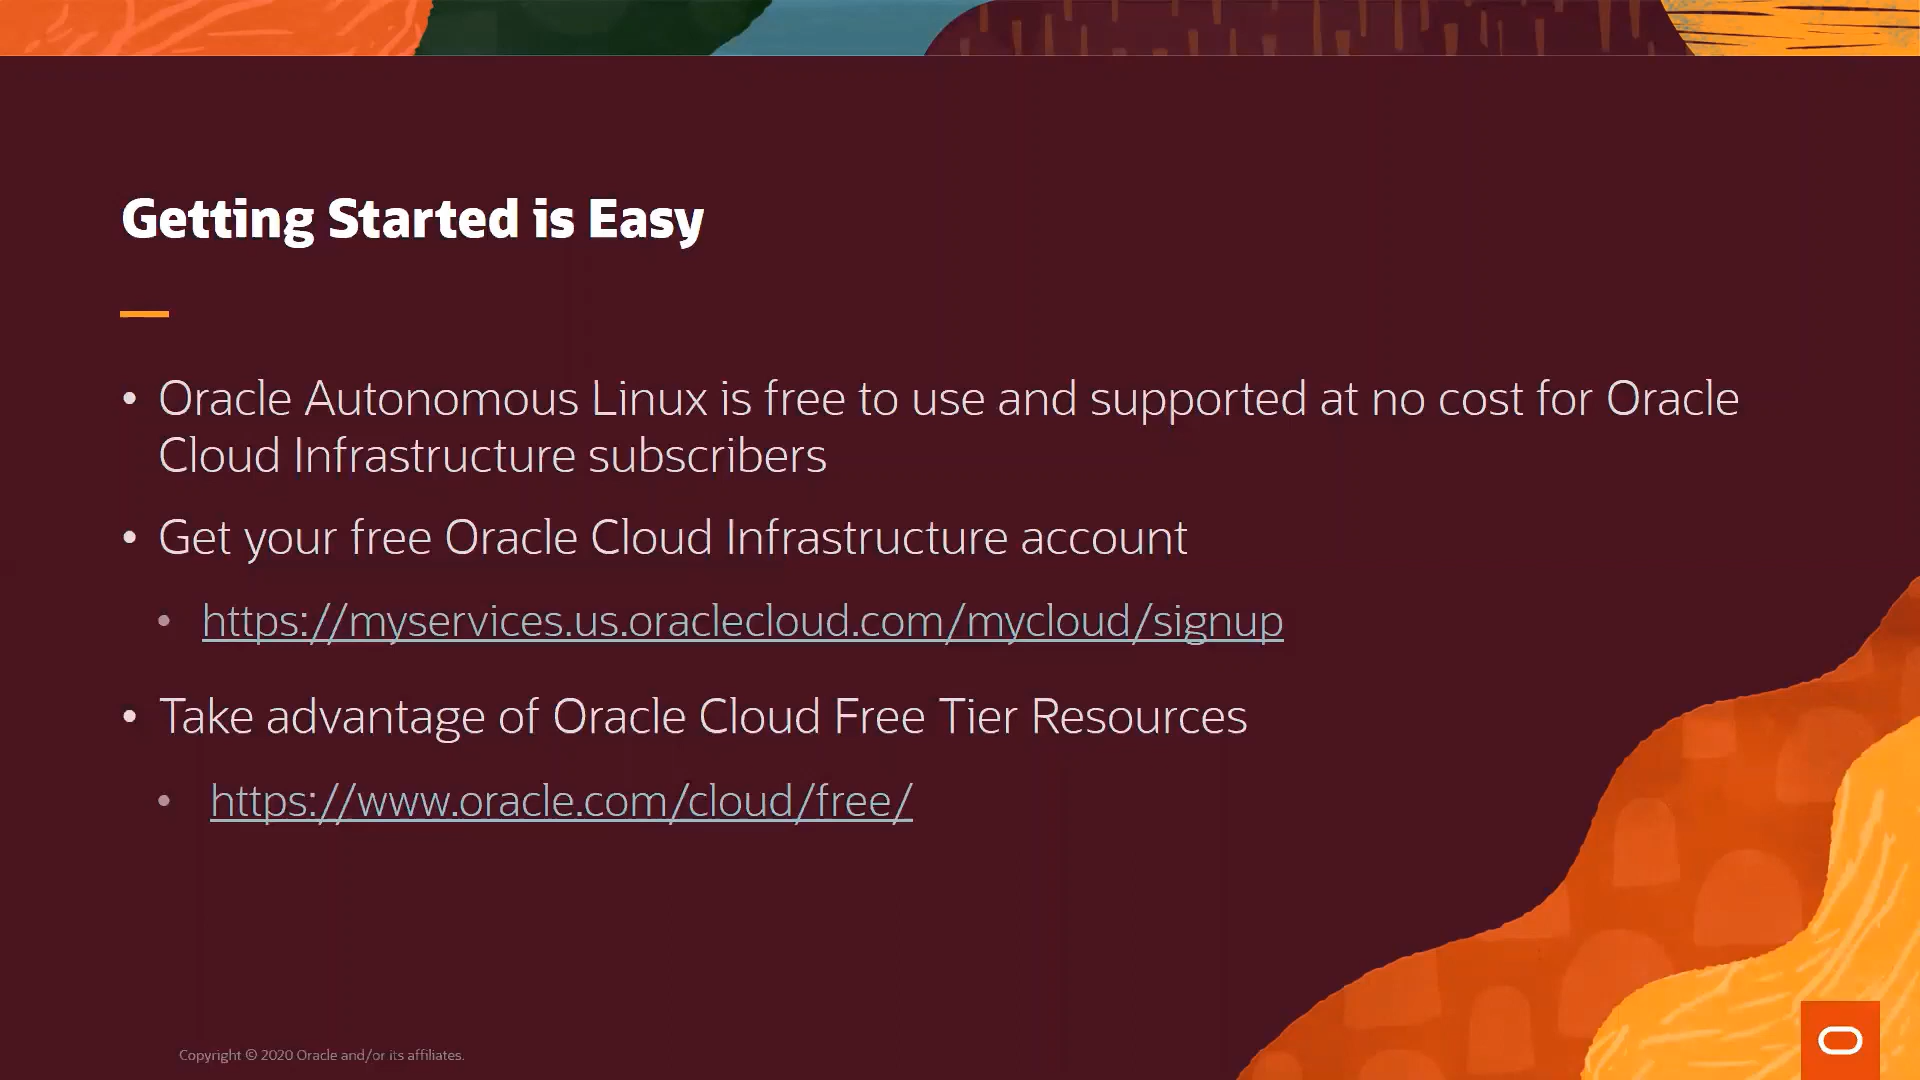 Getting Started is Easy
• Oracle Autonomous Linux is free to use and supported at no cost for Oracle
Cloud Infrastructure subscribers
• Get your free Oracle Cloud Infrastructure account
• https://myservices.us.oraclecloud.com/mycloud/signup
• Take advantage of Oracle Cloud Free Tier Resources
• https://www.oracle.com/cloud/free/
Copyright © 2020 Oracle and/or its affiliates.